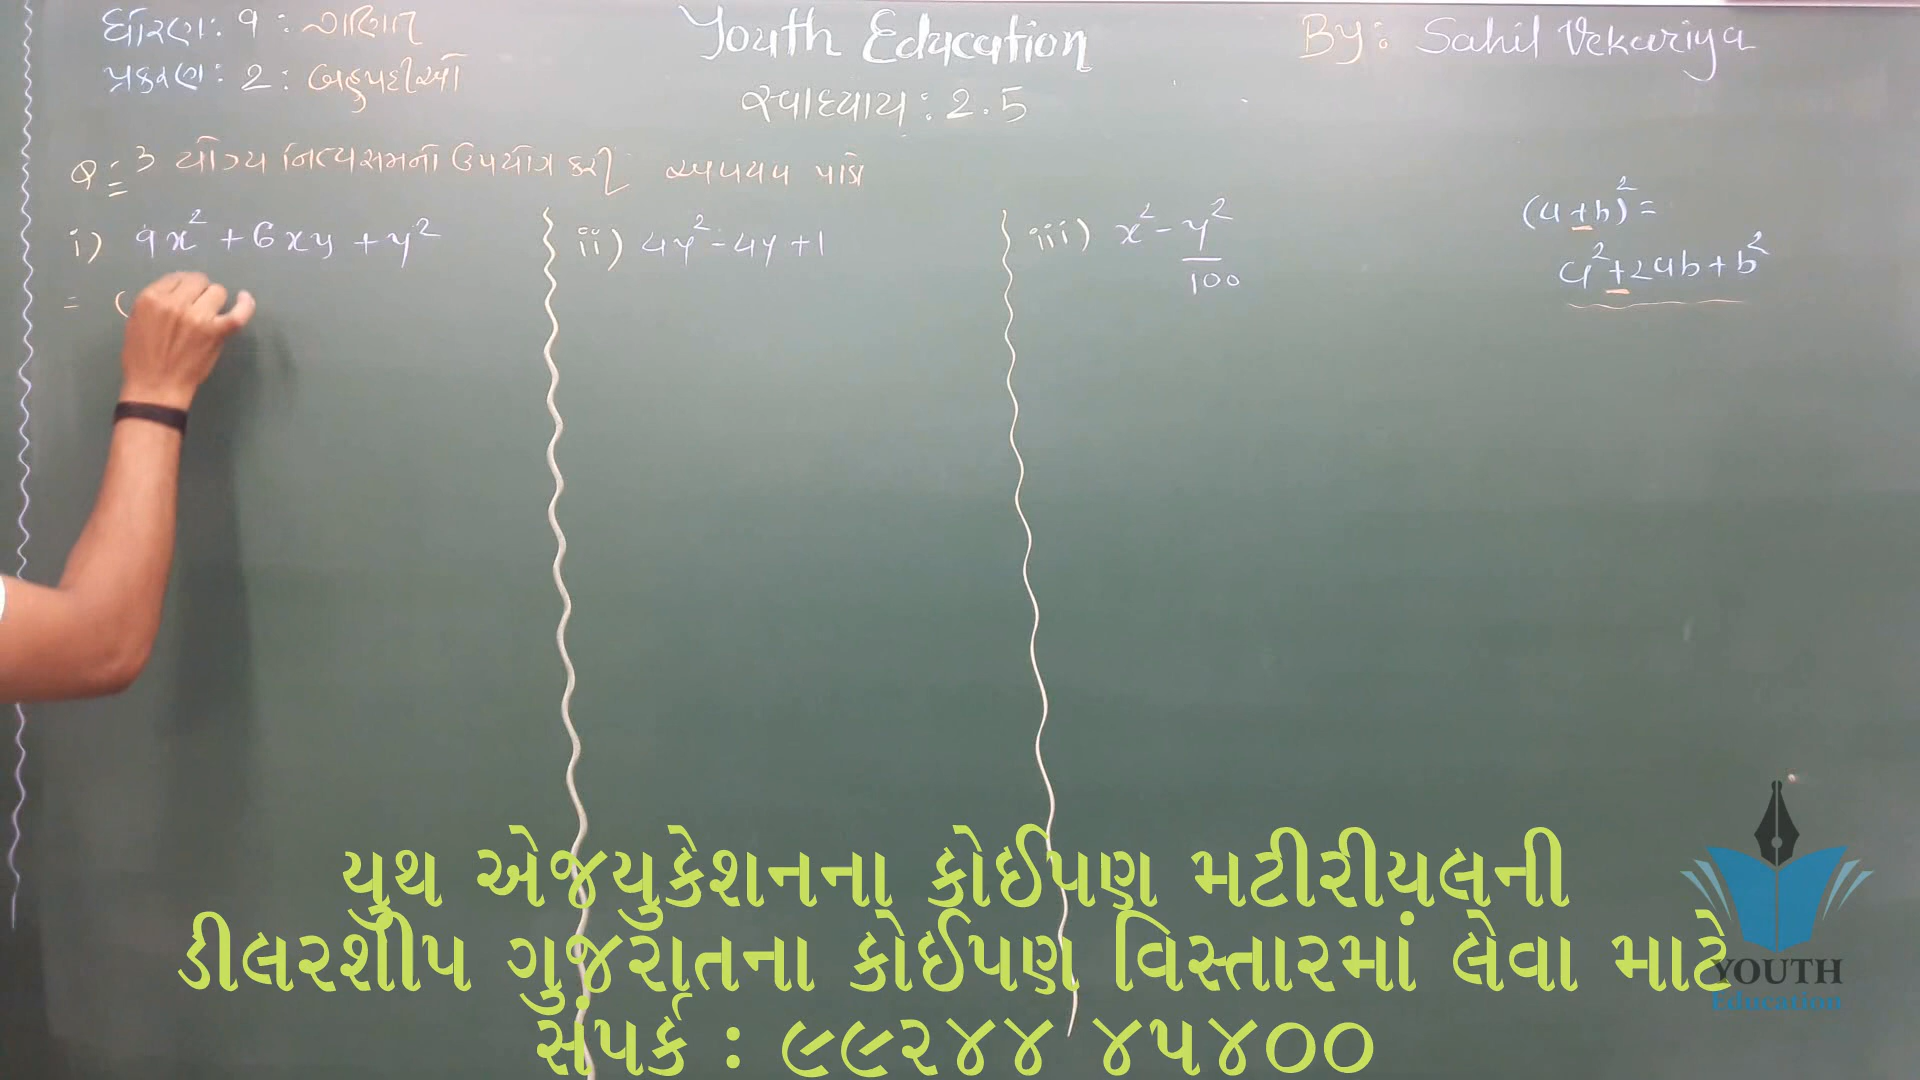 ધોરણ : 9 : ગણિત
પ્રકરણ : 2 : બહુપદીઓ
Youth Education
સ્વાધ્યાય : 2.5
By : Sahil Vekariya
Q:3 યોગ્ય નિત્યસમનો ઉપયોગ કરી અવયવ પાડો
i) 9x² + 6xy + y²
= (
ii) 4y² - 4y + 1
iii) x² - y²/100
(a+b)² =
a² + 2ab + b²
યુથ એજયુકેશનના કોઈપણ મટીરીયલની
ડીલરશીપ ગુજરાતના કોઈપણ વિસ્તારમાં લેવા માટે
સંપર્ક : ૯૯૨૪૪ ૪૫૪૦૦
YOUTH
Education